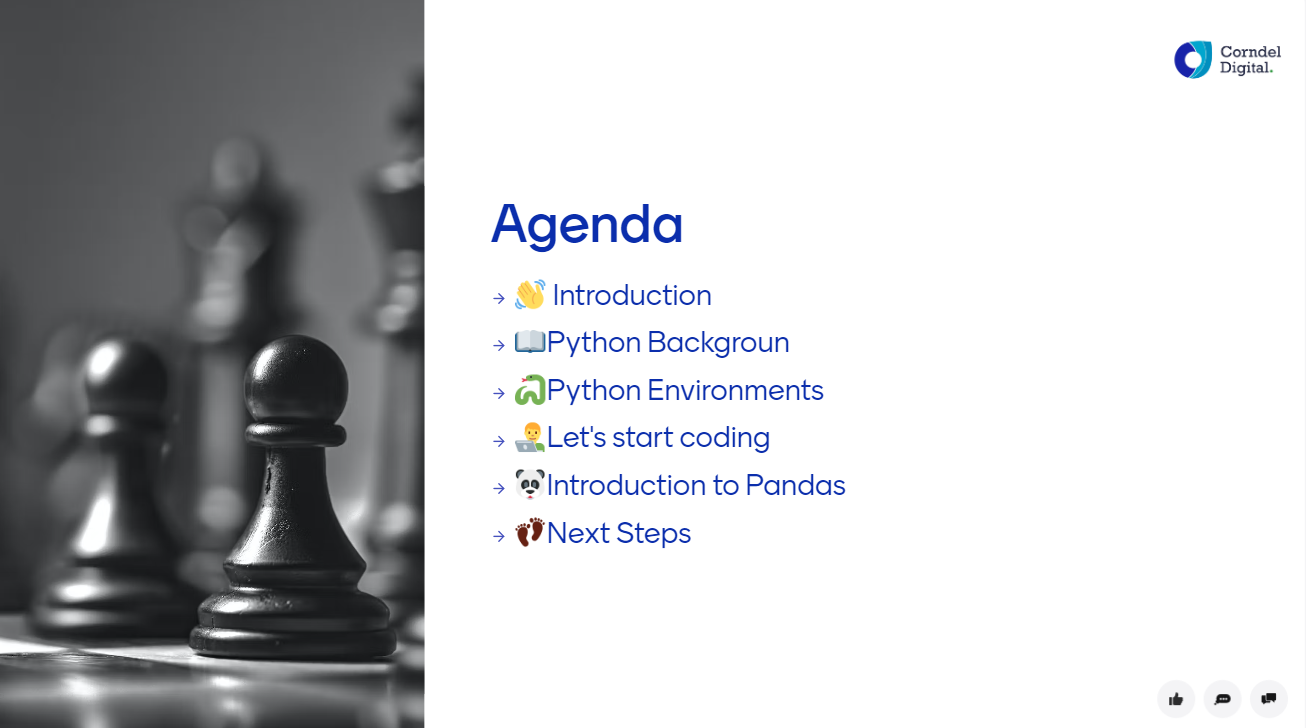 Corndel
Digital.
Agenda
→ 👋 Introduction
→ 📖Python Backgroun
→ 🐍Python Environments
→ 👨‍💻Let's start coding
→ 🐼Introduction to Pandas
→ 👣Next Steps